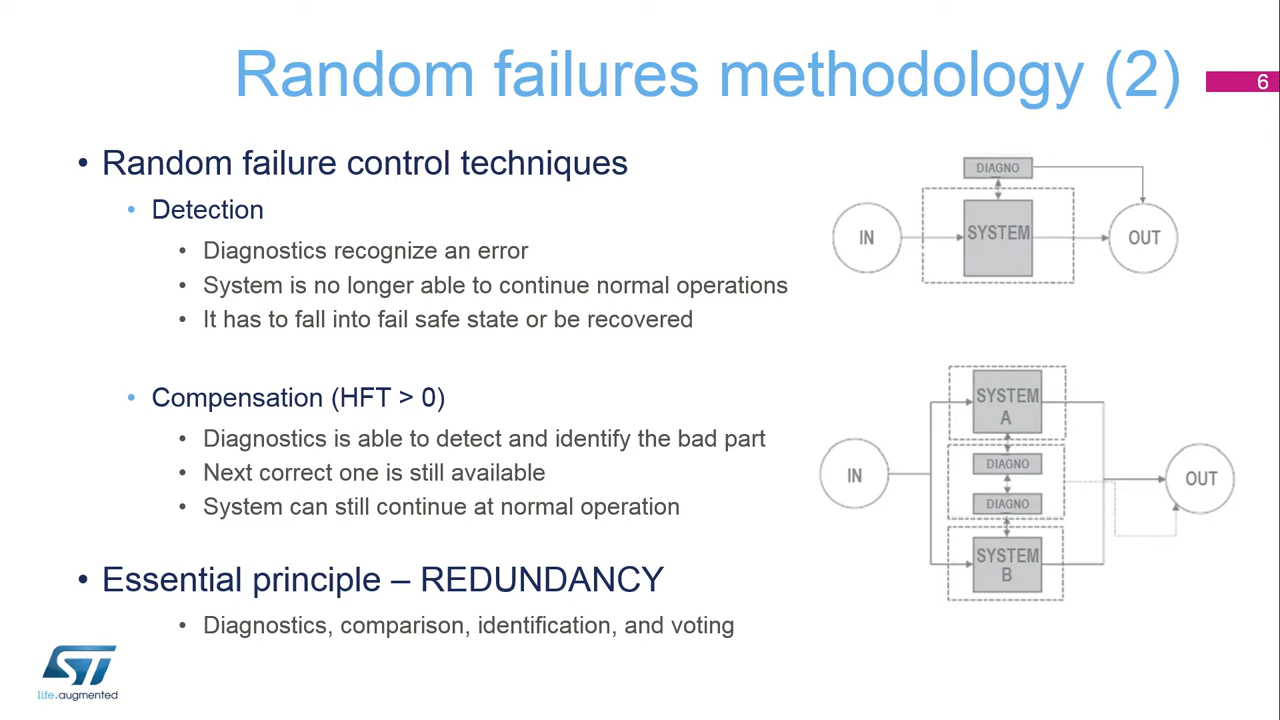 Random failures methodology (2)
6
• Random failure control techniques
• Detection
• Diagnostics recognize an error
• System is no longer able to continue normal operations
• It has to fall into fail safe state or be recovered
• Compensation (HFT > 0)
• Diagnostics is able to detect and identify the bad part
• Next correct one is still available
• System can still continue at normal operation
• Essential principle – REDUNDANCY
• Diagnostics, comparison, identification, and voting
DIAGNO
IN
SYSTEM
OUT
SYSTEM
A
DIAGNO
IN
OUT
DIAGNO
SYSTEM
B
ST
life.augmented